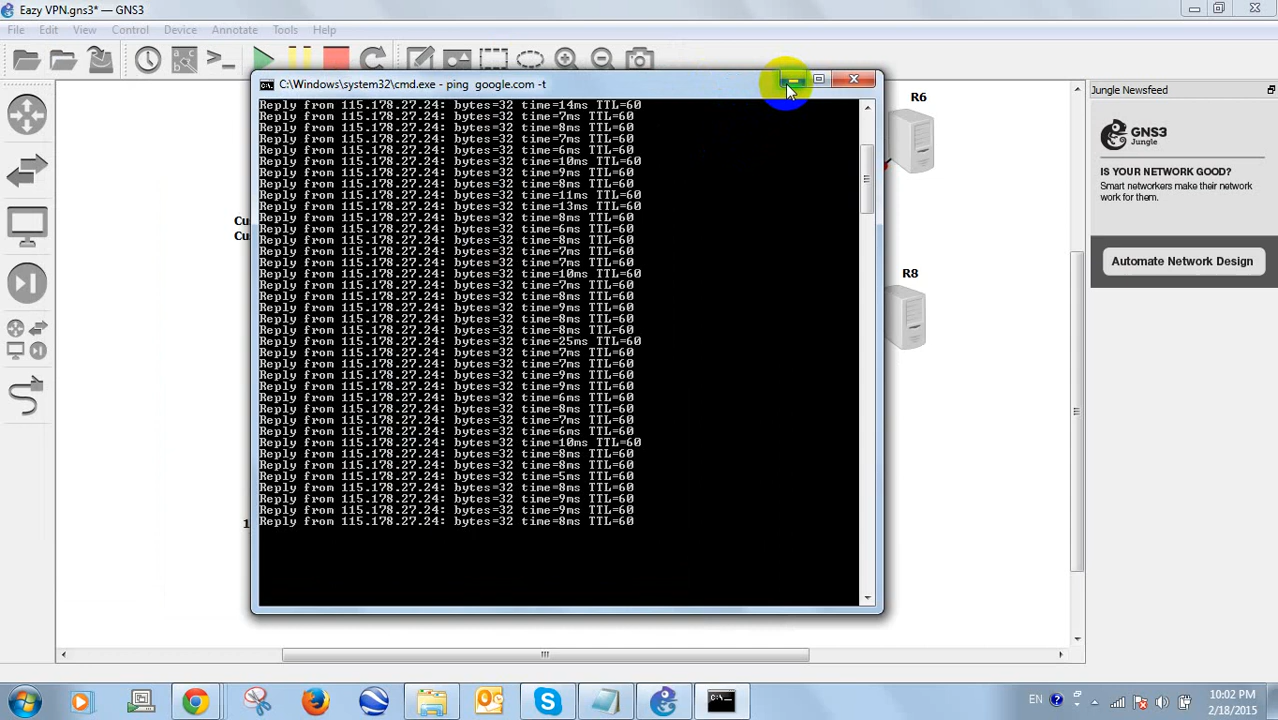 Eazy VPN.gns3* — GNS3
File Edit View Control Device Annotate Tools Help
C:\Windows\system32\cmd.exe - ping google.com -t
Reply from 115.178.27.24: bytes=32 time=14ms TTL=60
Reply from 115.178.27.24: bytes=32 time=7ms TTL=60
Reply from 115.178.27.24: bytes=32 time=8ms TTL=60
Reply from 115.178.27.24: bytes=32 time=7ms TTL=60
Reply from 115.178.27.24: bytes=32 time=6ms TTL=60
Reply from 115.178.27.24: bytes=32 time=10ms TTL=60
Reply from 115.178.27.24: bytes=32 time=9ms TTL=60
Reply from 115.178.27.24: bytes=32 time=8ms TTL=60
Reply from 115.178.27.24: bytes=32 time=11ms TTL=60
Reply from 115.178.27.24: bytes=32 time=13ms TTL=60
Reply from 115.178.27.24: bytes=32 time=8ms TTL=60
Reply from 115.178.27.24: bytes=32 time=6ms TTL=60
Reply from 115.178.27.24: bytes=32 time=8ms TTL=60
Reply from 115.178.27.24: bytes=32 time=7ms TTL=60
Reply from 115.178.27.24: bytes=32 time=7ms TTL=60
Reply from 115.178.27.24: bytes=32 time=10ms TTL=60
Reply from 115.178.27.24: bytes=32 time=7ms TTL=60
Reply from 115.178.27.24: bytes=32 time=8ms TTL=60
Reply from 115.178.27.24: bytes=32 time=9ms TTL=60
Reply from 115.178.27.24: bytes=32 time=8ms TTL=60
Reply from 115.178.27.24: bytes=32 time=8ms TTL=60
Reply from 115.178.27.24: bytes=32 time=25ms TTL=60
Reply from 115.178.27.24: bytes=32 time=7ms TTL=60
Reply from 115.178.27.24: bytes=32 time=7ms TTL=60
Reply from 115.178.27.24: bytes=32 time=9ms TTL=60
Reply from 115.178.27.24: bytes=32 time=9ms TTL=60
Reply from 115.178.27.24: bytes=32 time=6ms TTL=60
Reply from 115.178.27.24: bytes=32 time=8ms TTL=60
Reply from 115.178.27.24: bytes=32 time=7ms TTL=60
Reply from 115.178.27.24: bytes=32 time=6ms TTL=60
Reply from 115.178.27.24: bytes=32 time=10ms TTL=60
Reply from 115.178.27.24: bytes=32 time=8ms TTL=60
Reply from 115.178.27.24: bytes=32 time=8ms TTL=60
Reply from 115.178.27.24: bytes=32 time=5ms TTL=60
Reply from 115.178.27.24: bytes=32 time=8ms TTL=60
Reply from 115.178.27.24: bytes=32 time=9ms TTL=60
Reply from 115.178.27.24: bytes=32 time=9ms TTL=60
Reply from 115.178.27.24: bytes=32 time=8ms TTL=60
Cu
Cu
1
R6
R8
Jungle Newsfeed
GNS3
Jungle
IS YOUR NETWORK GOOD?
Smart networkers make their network
work for them.
Automate Network Design
EN
10:02 PM
2/18/2015